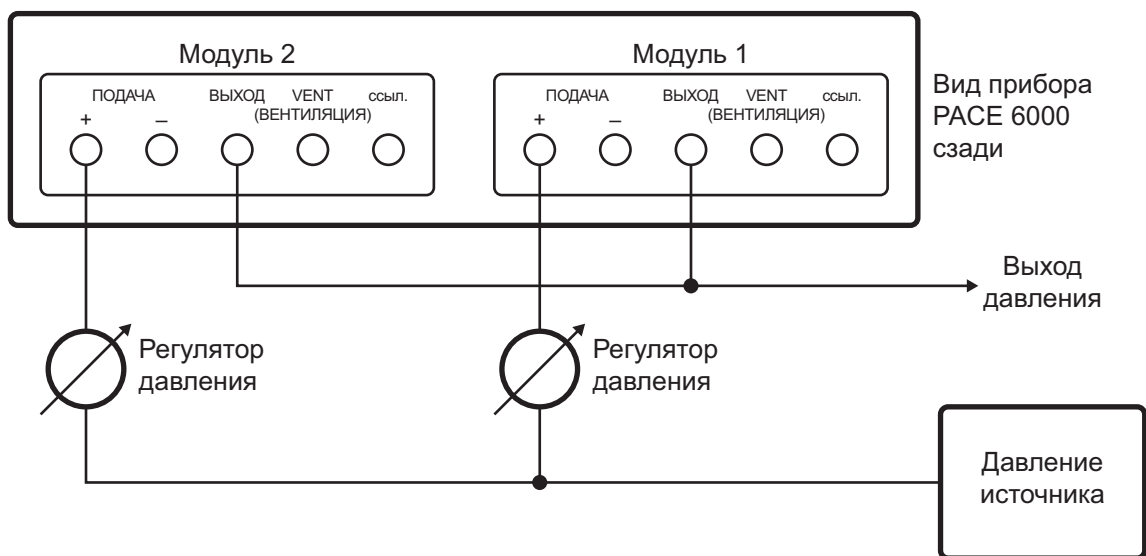 Модуль 2
Модуль 1
ПОДАЧА ВЫХОД VENT ссыл.
(ВЕНТИЛЯЦИЯ)
+ –
ПОДАЧА ВЫХОД VENT ссыл.
(ВЕНТИЛЯЦИЯ)
+ –
Вид прибора
PACE 6000
сзади
Выход
давления
Регулятор
давления
Регулятор
давления
Давление
источника